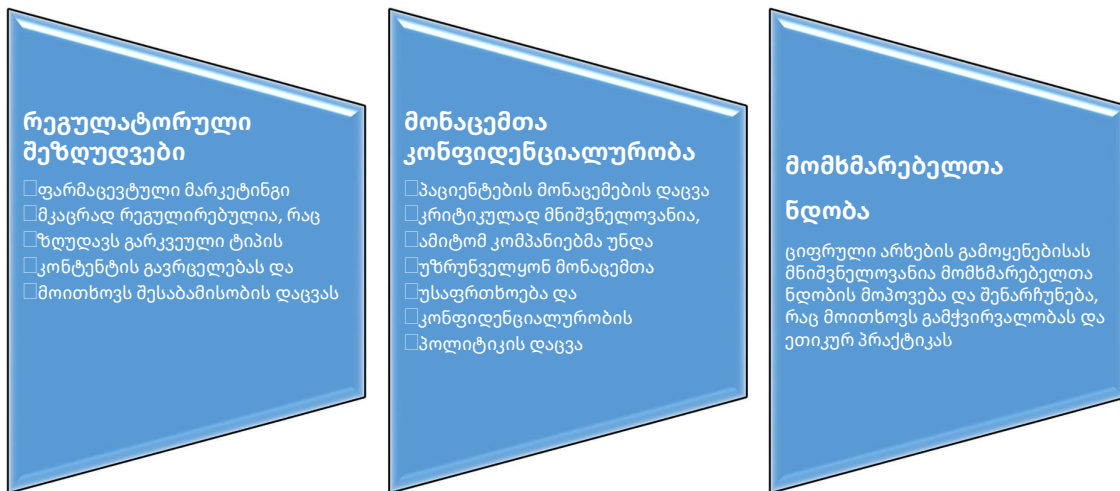 რეგულატორული
შეზღუდვები
□ფარმაცევტული მარკეტინგი
□მკაცრად რეგულირებულია, რაც
□ზღუდავს გარკვეული ტიპის
□კონტენტის გავრცელებას და
□მოითხოვს შესაბამისობის დაცვას
მონაცემთა
კონფიდენციალურობა
□პაციენტების მონაცემების დაცვა
□კრიტიკულად მნიშვნელოვანია,
□ამიტომ კომპანიებმა უნდა
□უზრუნველყონ მონაცემთა
□უსაფრთხოება და
□კონფიდენციალურობის
□პოლიტიკის დაცვა
მომხმარებელთა
ნდობა
ციფრული არხების გამოყენებისას
მნიშვნელოვანია მომხმარებელთა
ნდობის მოპოვება და შენარჩუნება,
რაც მოითხოვს გამჭვირვალობას და
ეთიკურ პრაქტიკას